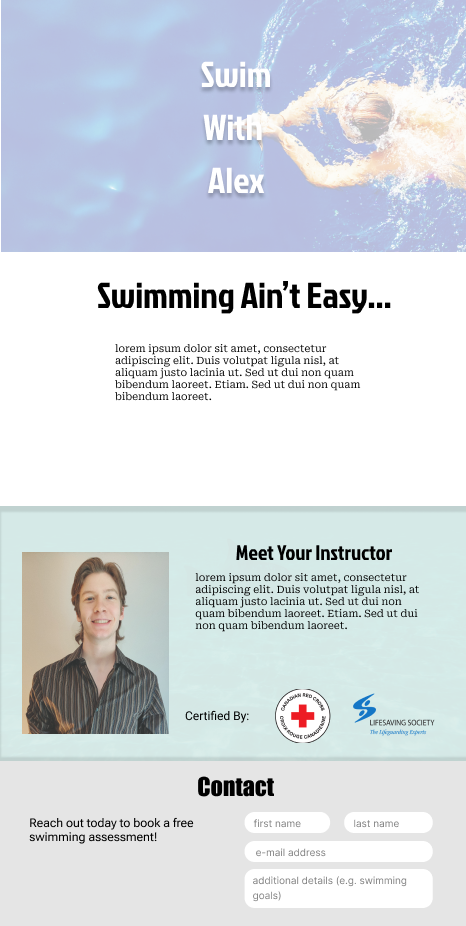 Swim
With
Alex
Swimming Ain't Easy...
lorem ipsum dolor sit amet, consectetur
adipiscing elit. Duis volutpat ligula nisl, at
aliquam justo lacinia ut. Sed ut dui non quam
bibendum laoreet. Etiam. Sed ut dui non quam
bibendum laoreet.
Meet Your Instructor
lorem ipsum dolor sit amet, consectetur
adipiscing elit. Duis volutpat ligula nisl, at
aliquam justo lacinia ut. Sed ut dui non
quam bibendum laoreet. Etiam. Sed ut dui
non quam bibendum laoreet.
Certified By:
CANADIAN RED CROSS
CROIX-ROUGE CANADIENNE
LIFESAVING SOCIETY
The Lifeguarding Experts
Contact
Reach out today to book a free
swimming assessment!
first name
last name
e-mail address
additional details (e.g. swimming
goals)